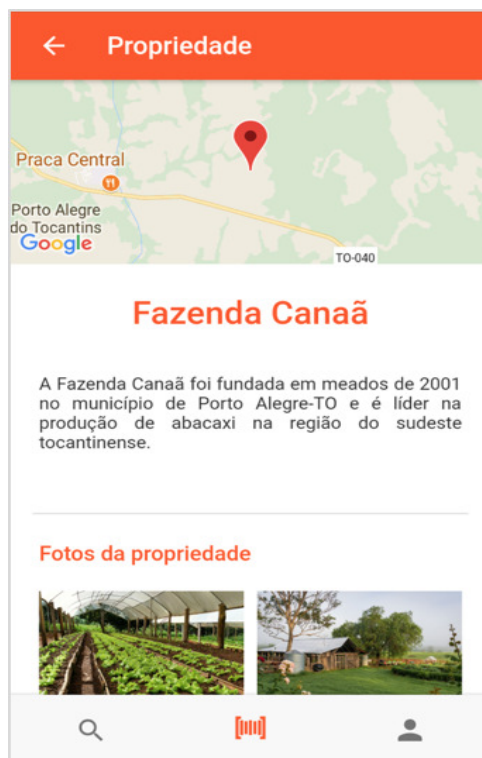 Propriedade
Praca Central
Porto Alegre
do Tocantins
Google
TO-040
Fazenda Canaã
A Fazenda Canaã foi fundada em meados de 2001
no município de Porto Alegre-TO e é líder na
produção de abacaxi na região do sudeste
tocantinense.
Fotos da propriedade